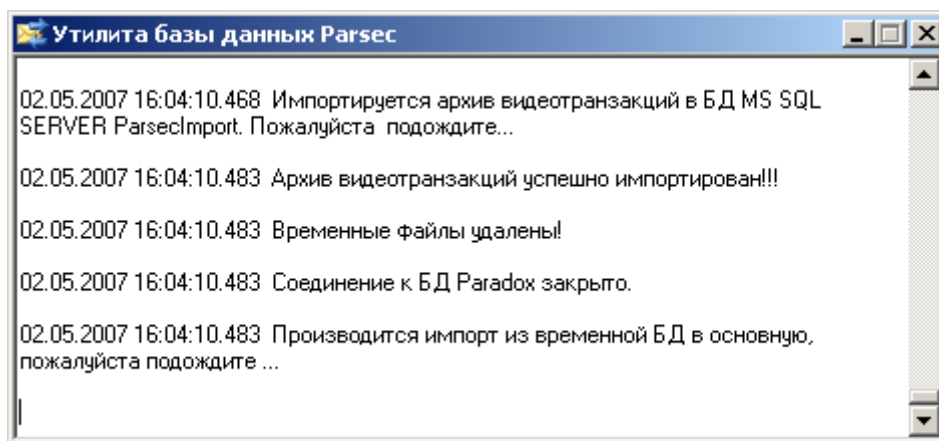 Утилита базы данных Parsec
02.05.2007 16:04:10.468 Импортируется архив видеотранзакций в БД MS SQL
SERVER ParsecImport. Пожалуйста подождите...
02.05.2007 16:04:10.483 Архив видеотранзакций успешно импортирован!!!
02.05.2007 16:04:10.483 Временные файлы удалены!
02.05.2007 16:04:10.483 Соединение к БД Paradox закрыто.
02.05.2007 16:04:10.483 Производится импорт из временной БД в основную,
пожалуйста подождите ...